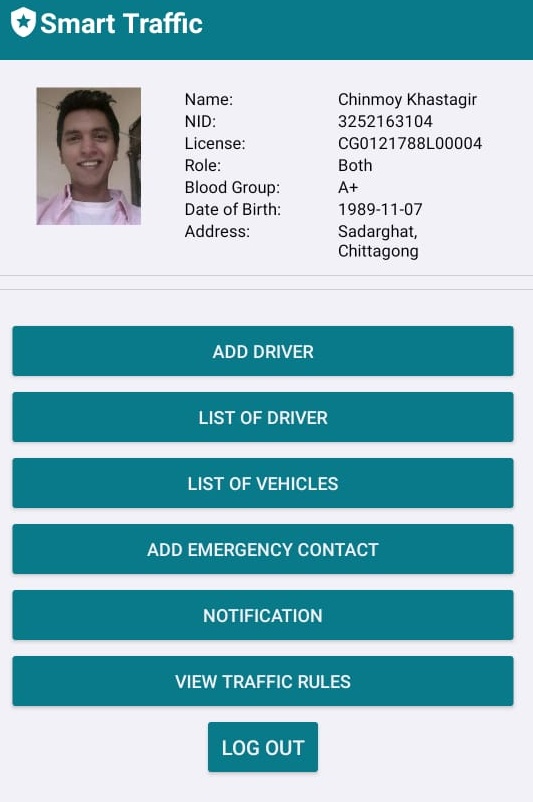 Smart Traffic
Name: Chinmoy Khastagir
NID: 3252163104
License: CG0121788L00004
Role: Both
Blood Group: A+
Date of Birth: 1989-11-07
Address: Sadarghat,
Chittagong
ADD DRIVER
LIST OF DRIVER
LIST OF VEHICLES
ADD EMERGENCY CONTACT
NOTIFICATION
VIEW TRAFFIC RULES
LOG OUT